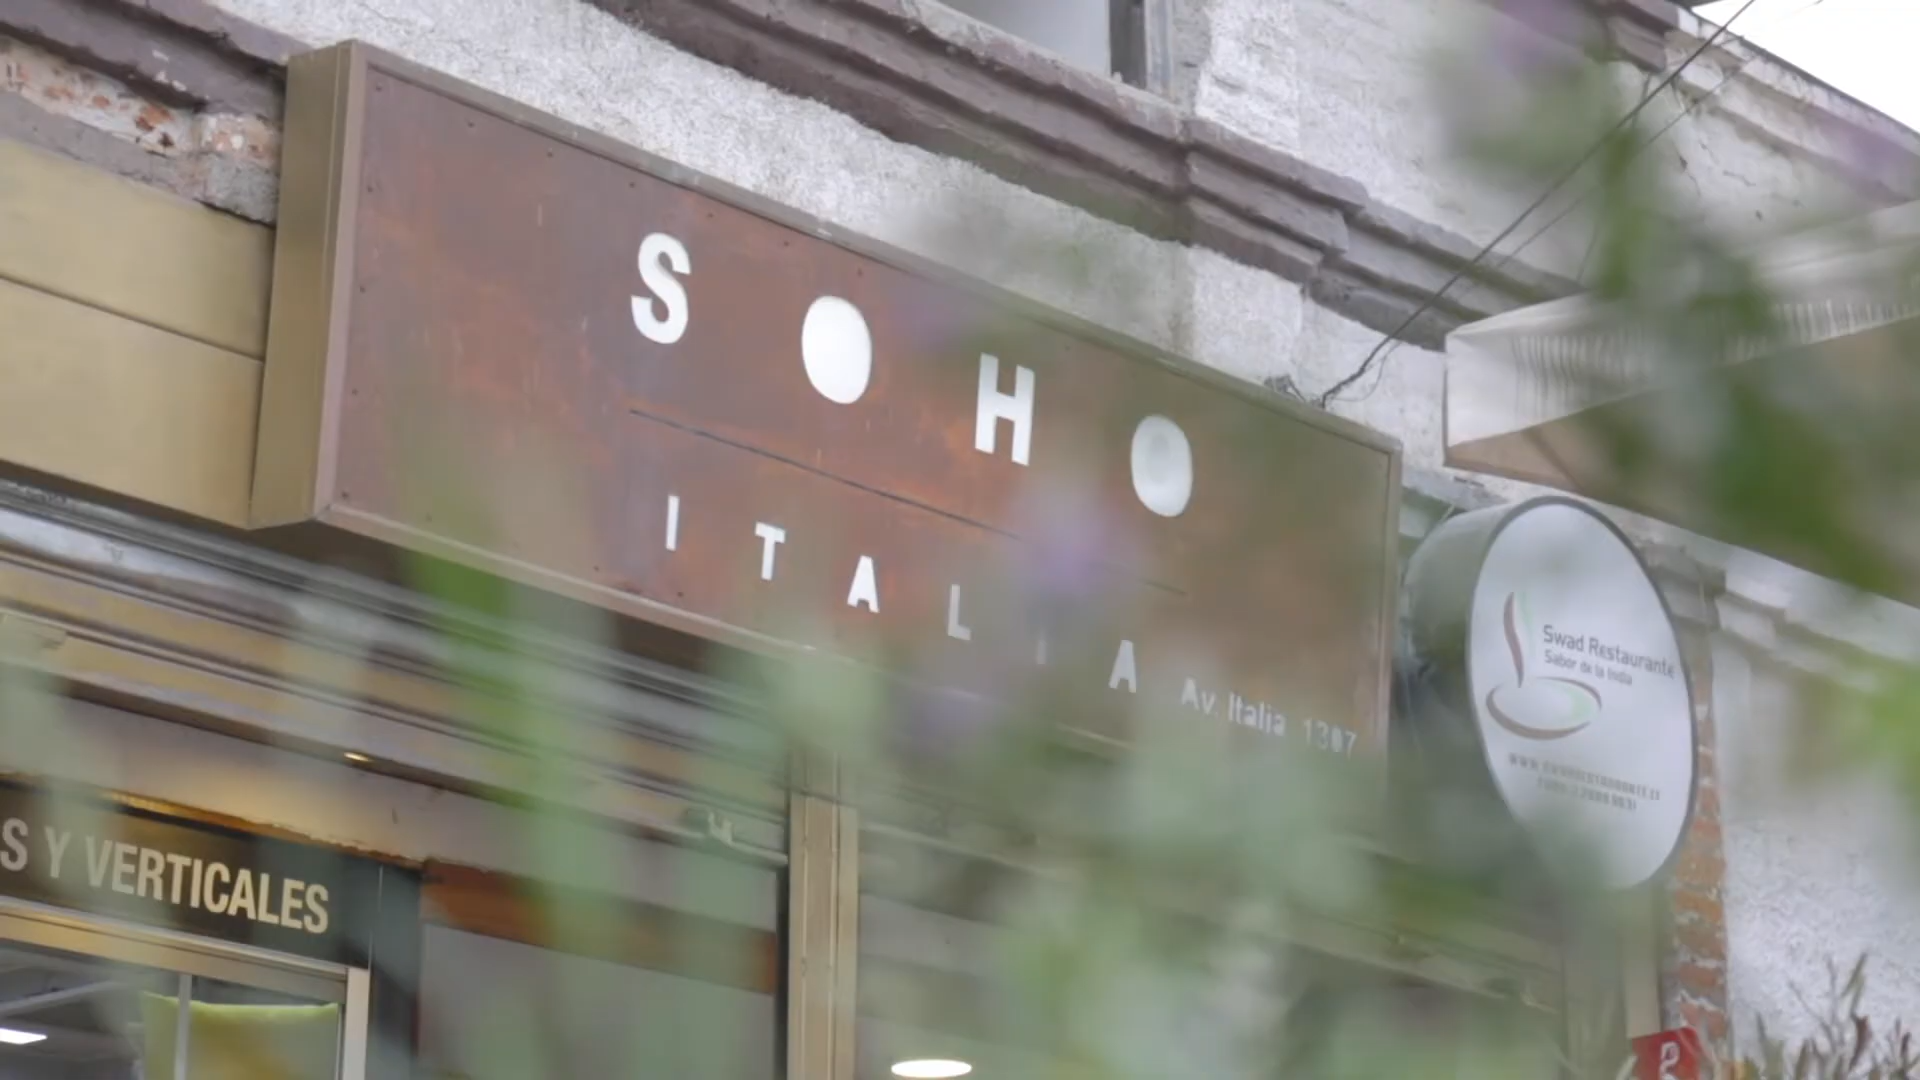 SOHO
ITALIA
Av. Italia 1307
Swad Restaurante
Sabor de la India
S Y VERTICALES